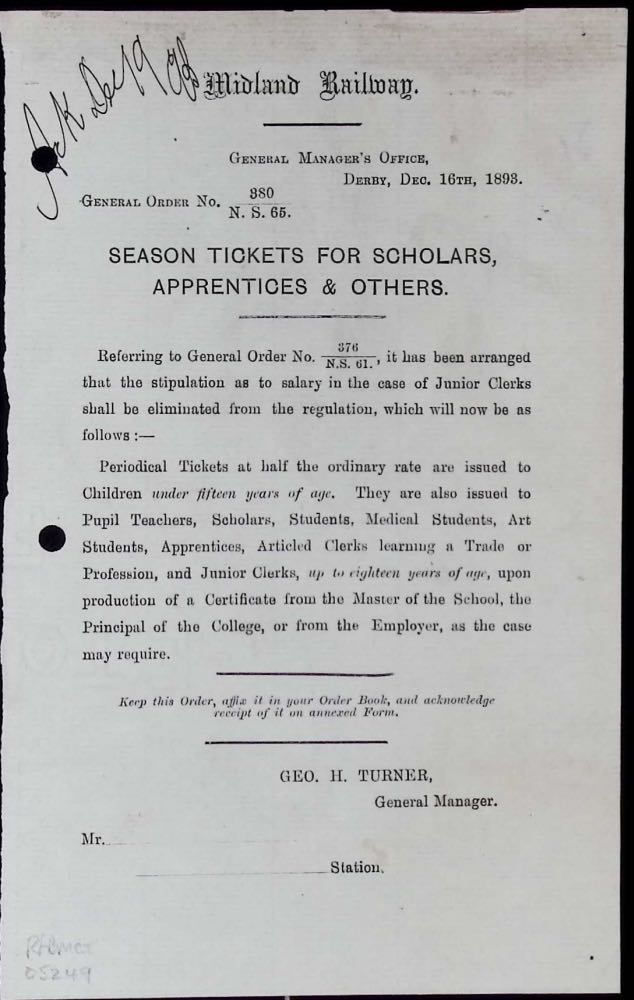 Ack Dec 19 93
Midland Railway.
GENERAL MANAGER'S OFFICE,
DERBY, DEC. 16TH, 1893.
GENERAL ORDER NO. 380
N. S. 65.
SEASON TICKETS FOR SCHOLARS,
APPRENTICES & OTHERS.
Referring to General Order No. 376 N.S. 61., it has been arranged
that the stipulation as to salary in the case of Junior Clerks
shall be eliminated from the regulation, which will now be as
follows :—
Periodical Tickets at half the ordinary rate are issued to
Children under fifteen years of age. They are also issued to
Pupil Teachers, Scholars, Students, Medical Students, Art
Students, Apprentices, Articled Clerks learning a Trade or
Profession, and Junior Clerks, up to eighteen years of age, upon
production of a Certificate from the Master of the School, the
Principal of the College, or from the Employer, as the case
may require.
Keep this Order, affix it in your Order Book, and acknowledge
receipt of it on annexed Form.
GEO. H. TURNER,
General Manager.
Mr.
Station.
05249